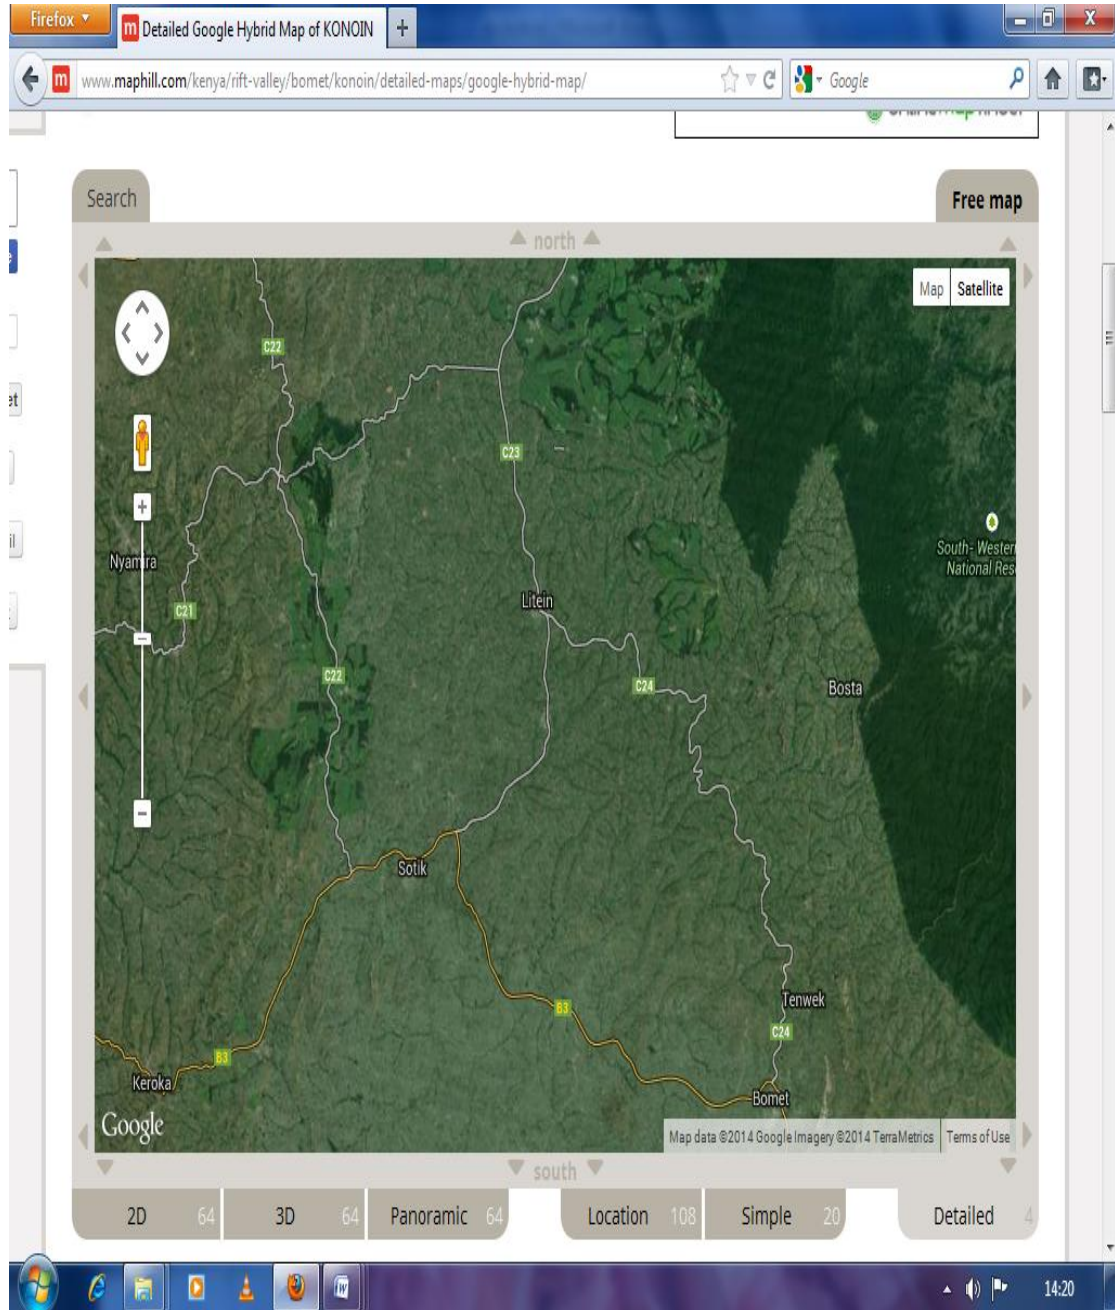 Firefox
m Detailed Google Hybrid Map of KONOIN
+
m www.maphill.com/kenya/rift-valley/bomet/konoin/detailed-maps/google-hybrid-map/
Google
Search
Free map
north
Map Satellite
C22
C23
South- Western
National Res
Nyamira
Litein
C21
C22
C24
Bosta
Sotik
Tenwek
B3
C24
B3
Keroka
Bomet
Google
Map data ©2014 Google Imagery ©2014 TerraMetrics Terms of Use
south
2D 64 3D 64 Panoramic 64 Location 108 Simple 20 Detailed 4
14:20